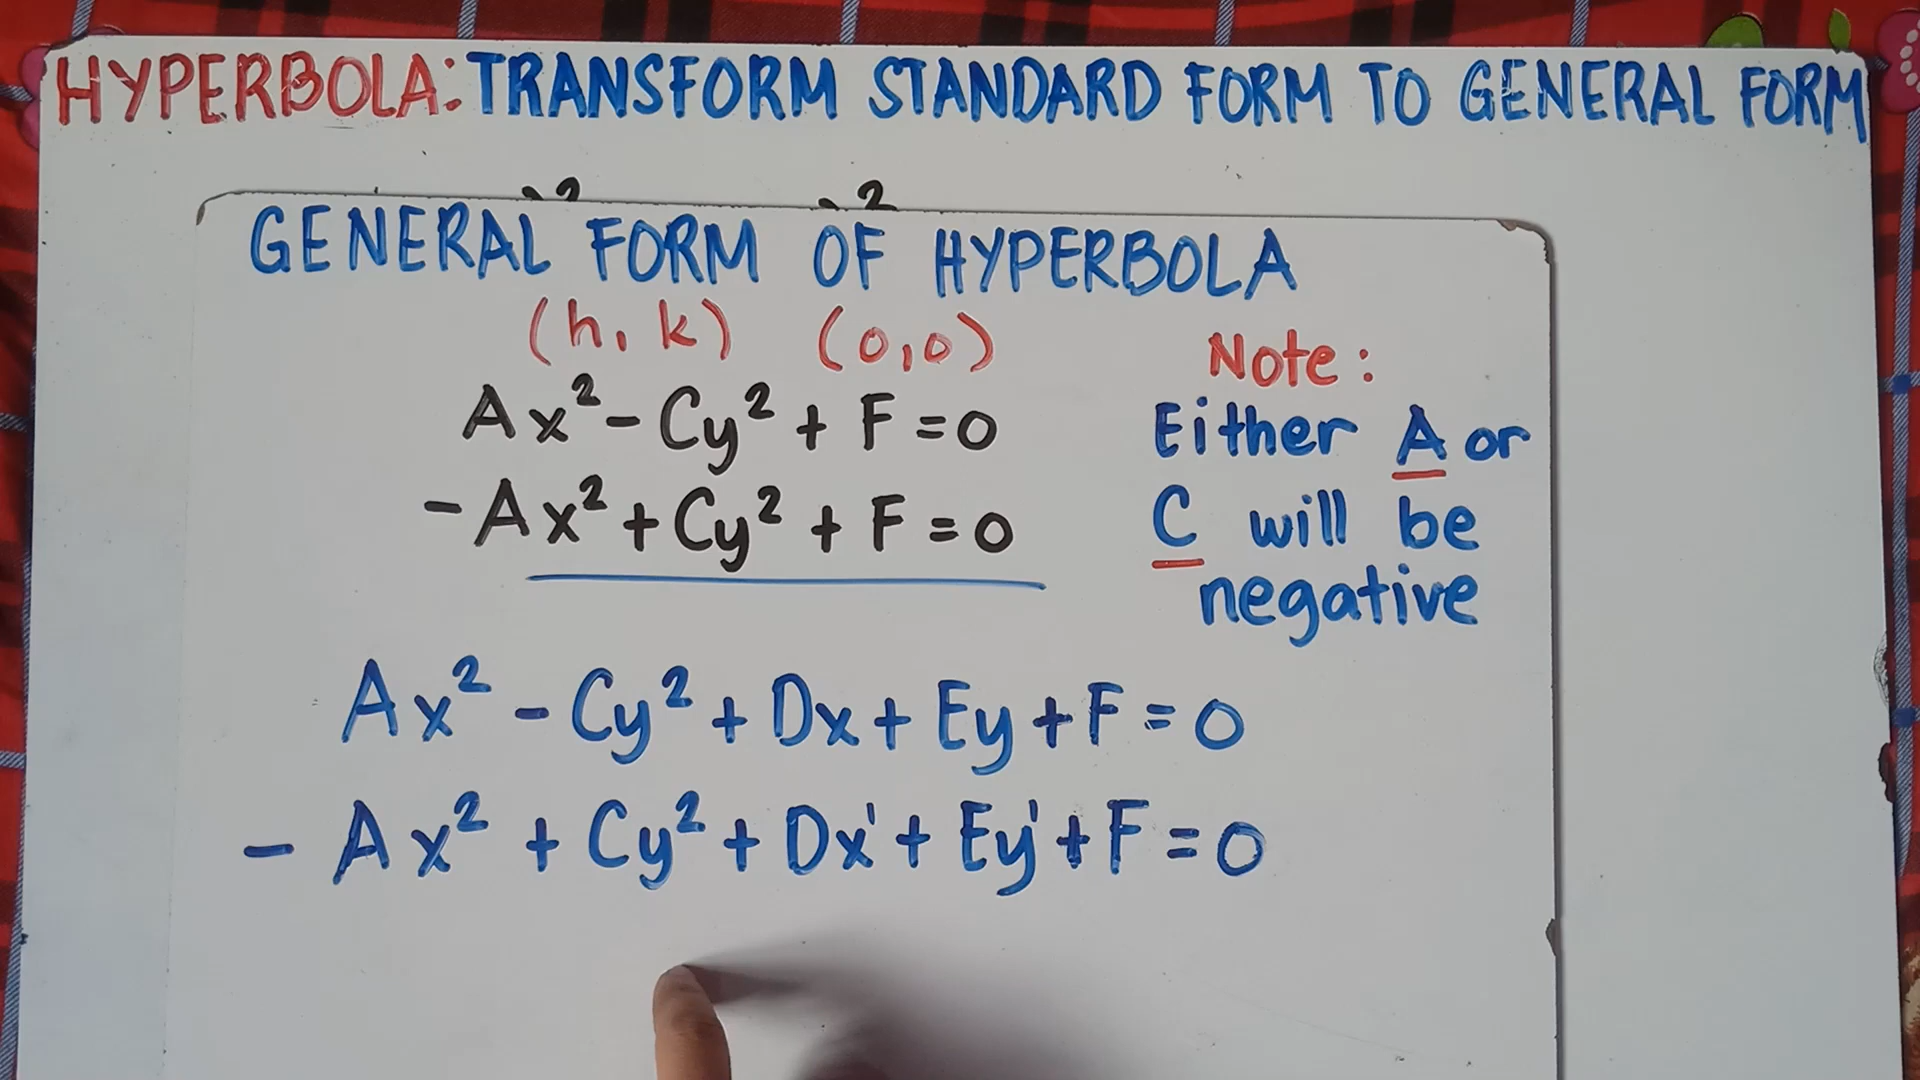 HYPERBOLA: TRANSFORM STANDARD FORM TO GENERAL FORM
GENERAL FORM OF HYPERBOLA
(h, k) (0,0)
Ax² - Cy² + F = 0
-Ax² + Cy² + F = 0
Note:
Either A or
C will be
negative
Ax² - Cy² + Dx + Ey + F = 0
- Ax² + Cy² + Dx' + Ey' + F = 0